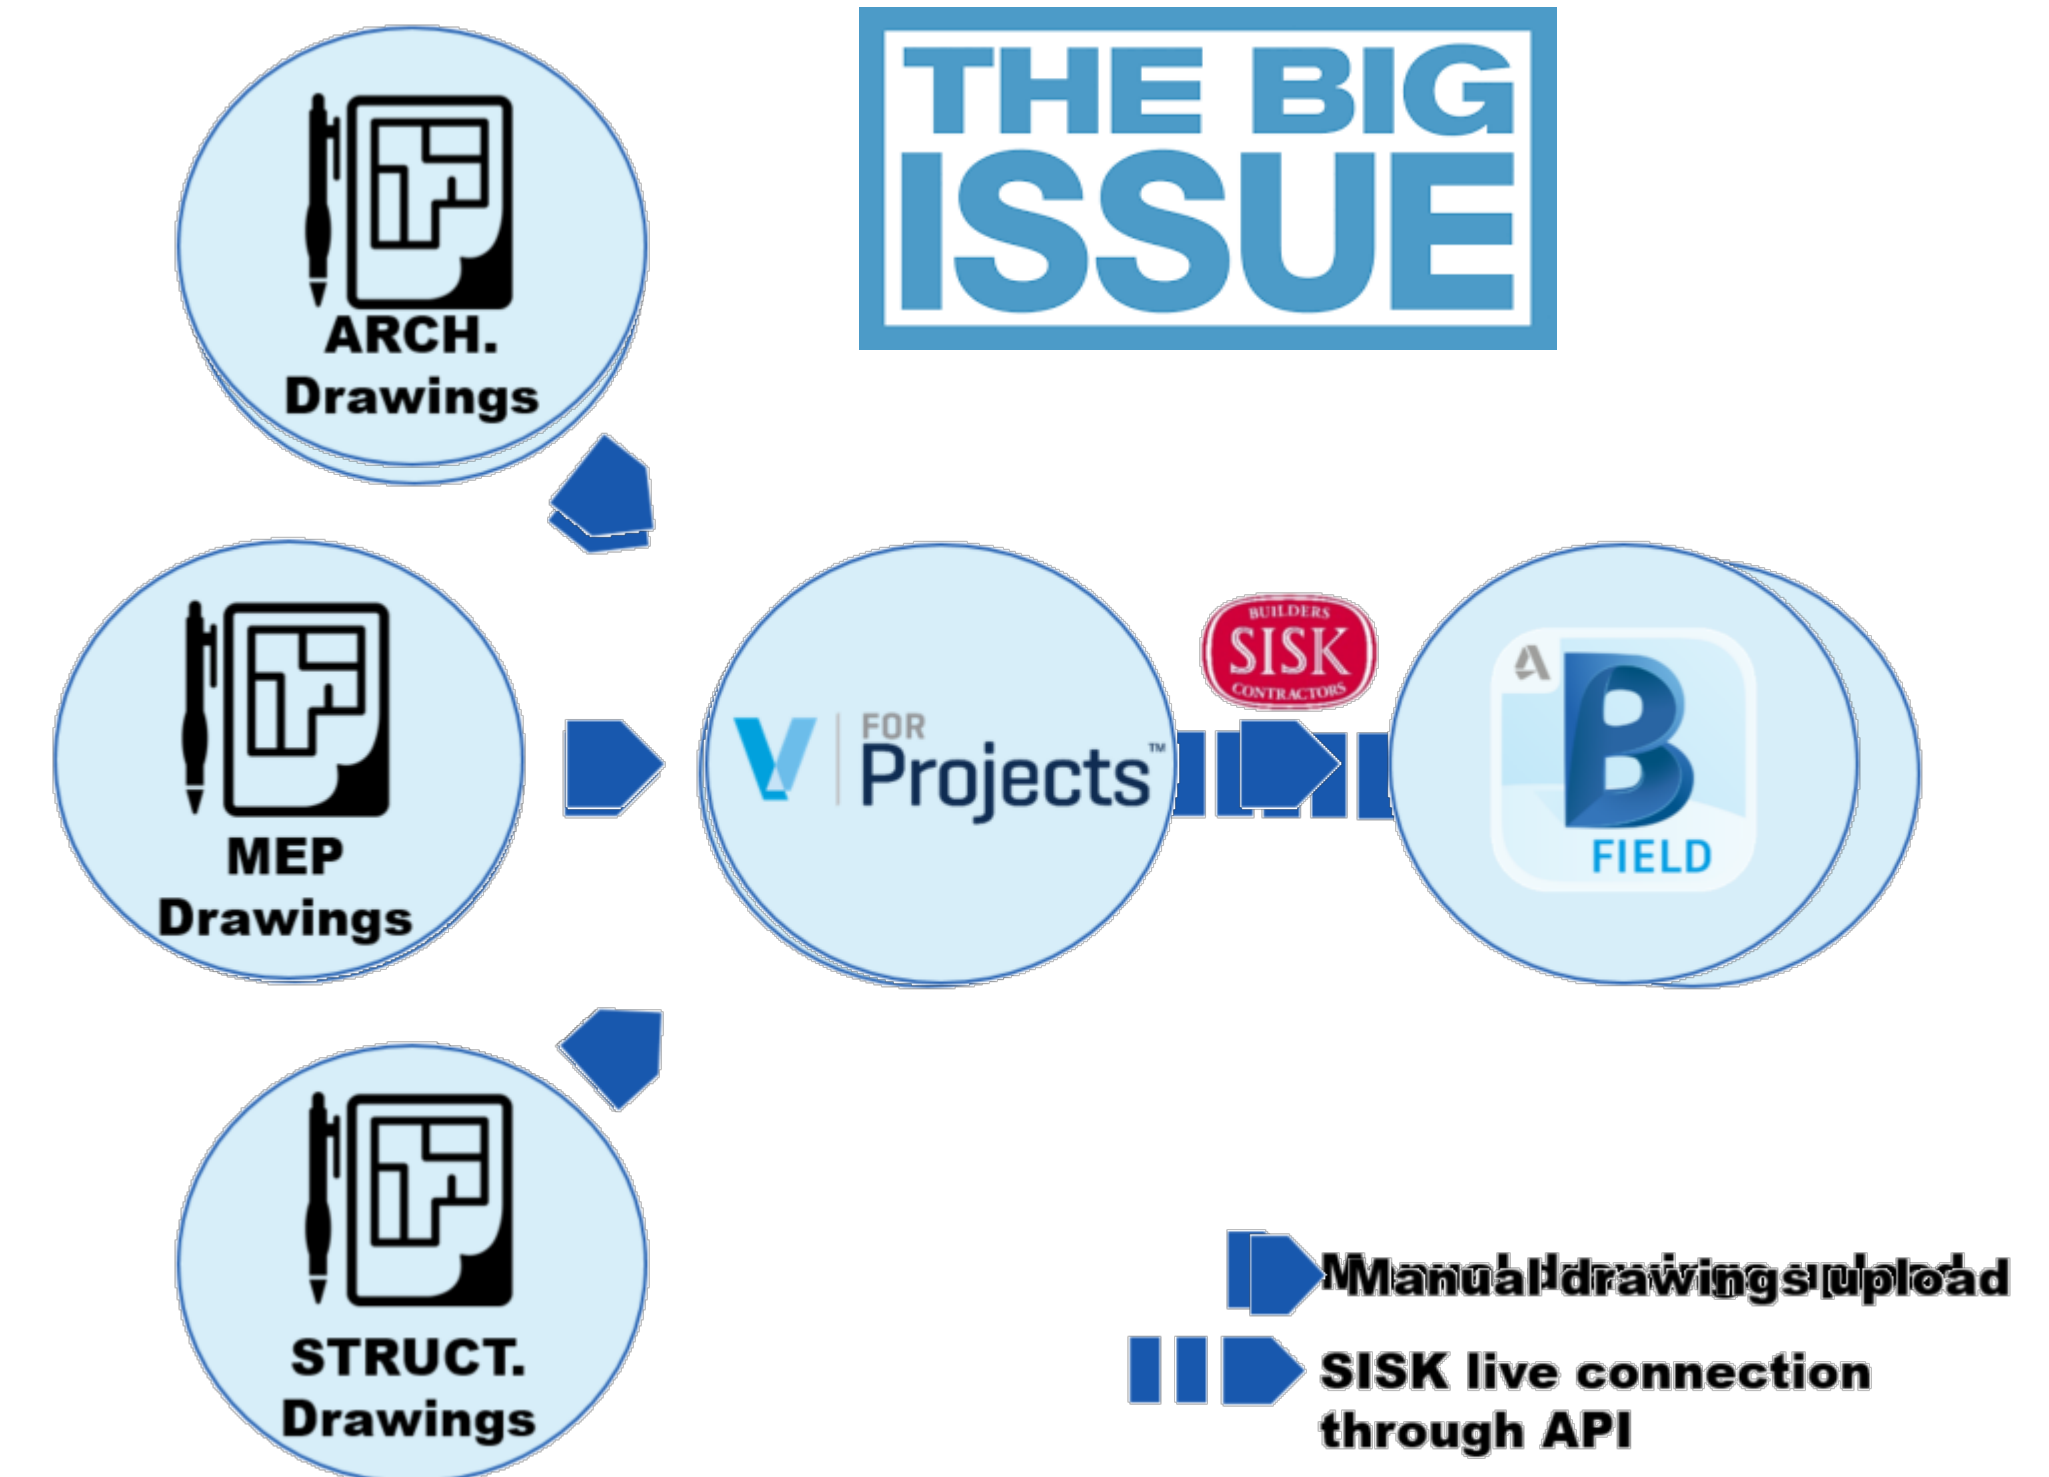 THE BIG
ISSUE
ARCH.
Drawings
MEP
Drawings
STRUCT.
Drawings
V FOR
Projects™
BUILDERS
SISK
CONTRACTORS
B
FIELD
Manual drawings upload
SISK live connection
through API